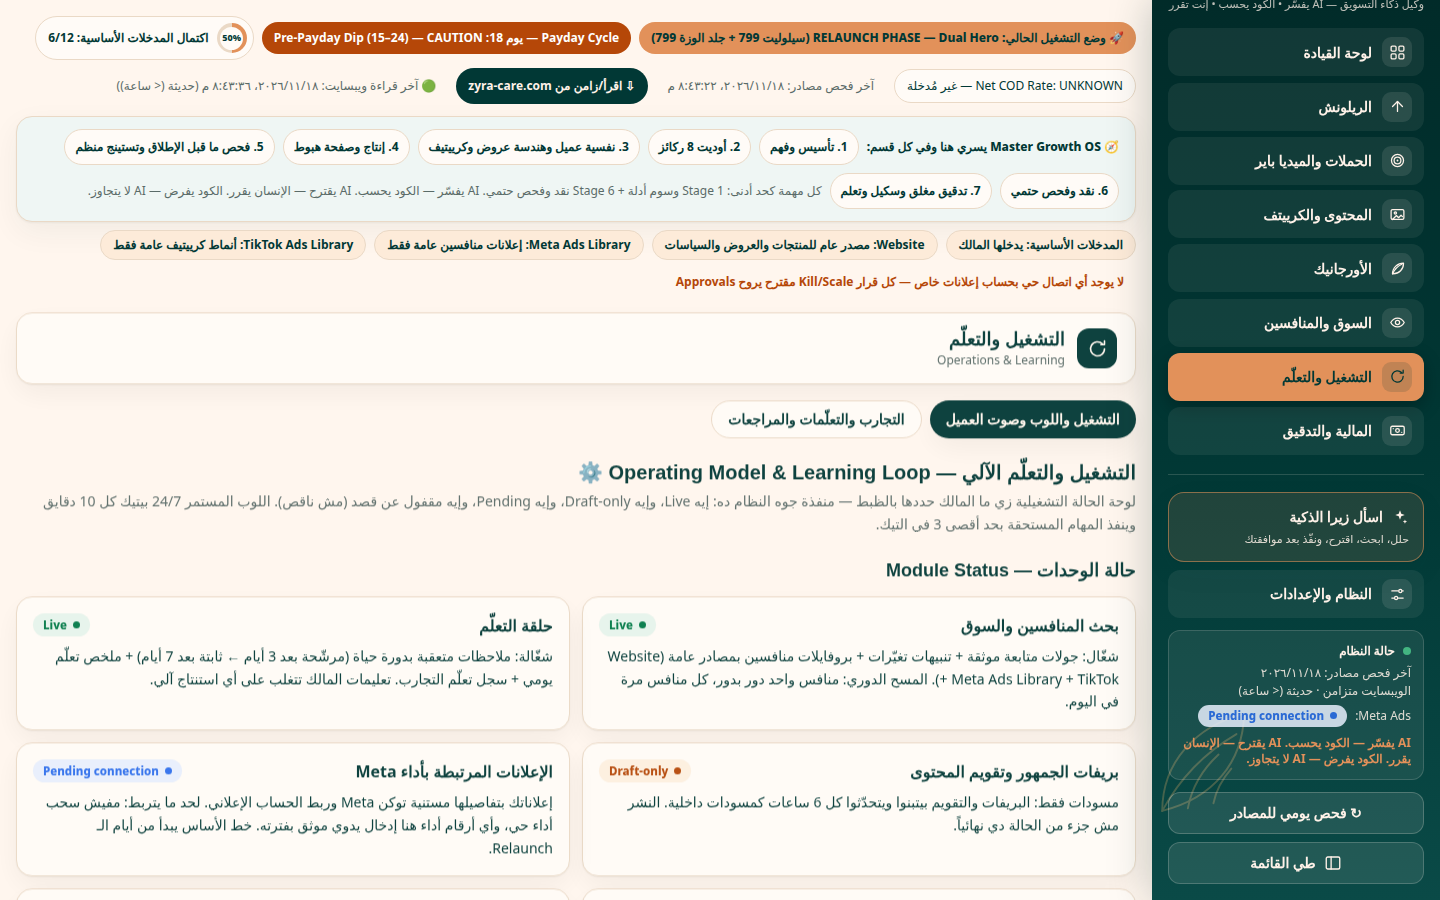 وكيل ذكاء التسويق — AI يفسّر • الكود يحسب • إنت تقرر
لوحة القيادة
الريلونش
الحملات والميديا باير
المحتوى والكرييتف
الأورجانيك
السوق والمنافسين
التشغيل والتعلّم
المالية والتدقيق
اسأل زيرا الذكية
حلل، ابحث، اقترح، ونفّذ بعد موافقتك
النظام والإعدادات
حالة النظام
آخر فحص مصادر: ٢٠٢٦/١١/١٨
الويبسايت متزامن · حديثة (< ساعة)
Meta Ads: Pending connection
AI يفسّر — الكود يحسب. AI يقترح — الإنسان
يقرر. الكود يفرض — AI لا يتجاوز.
↻ فحص يومي للمصادر
طي القائمة
🚀 وضع التشغيل الحالي: RELAUNCH PHASE — Dual Hero (سيلوليت 799 + جلد الوزة 799)
Payday Cycle — يوم 18: Pre-Payday Dip (15–24) — CAUTION
50% اكتمال المدخلات الأساسية: 6/12
Net COD Rate: UNKNOWN — غير مُدخلة
آخر فحص مصادر: ٢٠٢٦/١١/١٨، ٨:٤٣:٢٢ م
⇩ اقرأ/زامن من zyra-care.com
🟢 آخر قراءة ويبسايت: ٢٠٢٦/١١/١٨، ٨:٤٣:٣٦ م (حديثة (< ساعة))
🧭 Master Growth OS يسري هنا وفي كل قسم:
1. تأسيس وفهم
2. أوديت 8 ركائز
3. نفسية عميل وهندسة عروض وكرييتيف
4. إنتاج وصفحة هبوط
5. فحص ما قبل الإطلاق وتستينج منظم
6. نقد وفحص حتمي
7. تدقيق مغلق وسكيل وتعلم
كل مهمة كحد أدنى: Stage 1 وسوم أدلة + Stage 6 نقد وفحص حتمي. AI يفسّر — الكود يحسب. AI يقترح — الإنسان يقرر. الكود يفرض — AI لا يتجاوز.
المدخلات الأساسية: يدخلها المالك
Website: مصدر عام للمنتجات والعروض والسياسات
Meta Ads Library: إعلانات منافسين عامة فقط
TikTok Ads Library: أنماط كرييتيف عامة فقط
لا يوجد أي اتصال حي بحساب إعلانات خاص — كل قرار Kill/Scale مقترح يروح Approvals
التشغيل والتعلّم
Operations & Learning
التشغيل واللوب وصوت العميل
التجارب والتعلّمات والمراجعات
التشغيل والتعلّم الآلي — Operating Model & Learning Loop ⚙️
لوحة الحالة التشغيلية زي ما المالك حددها بالظبط — منفذة جوه النظام ده: إيه Live، وإيه Draft-only، وإيه Pending، وإيه مقفول عن قصد (مش ناقص). اللوب المستمر 24/7 بيتيك كل 10 دقايق
وينفذ المهام المستحقة بحد أقصى 3 في التيك.
حالة الوحدات — Module Status
بحث المنافسين والسوق
Live
شغّال: جولات متابعة موثقة + تنبيهات تغيّرات + بروفايلات منافسين بمصادر عامة (Website
+ Meta Ads Library + TikTok). المسح الدوري: منافس واحد دور بدور، كل منافس مرة
في اليوم.
حلقة التعلّم
Live
شغّالة: ملاحظات متعقبة بدورة حياة (مرشّحة بعد 3 أيام ← ثابتة بعد 7 أيام) + ملخص تعلّم
يومي + سجل تعلّم التجارب. تعليمات المالك تتغلب على أي استنتاج آلي.
بريفات الجمهور وتقويم المحتوى
Draft-only
مسودات فقط: البريفات والتقويم بيتبنوا ويتحدّثوا كل 6 ساعات كمسودات داخلية. النشر
مش جزء من الحالة دي نهائياً.
الإعلانات المرتبطة بأداء Meta
Pending connection
إعلاناتك بتفاصيلها مستنية توكن Meta وربط الحساب الإعلاني. لحد ما يتربط: مفيش سحب
أداء حي، وأي أرقام أداء هنا إدخال يدوي موثق بفترته. خط الأساس يبدأ من أيام الـ
Relaunch.